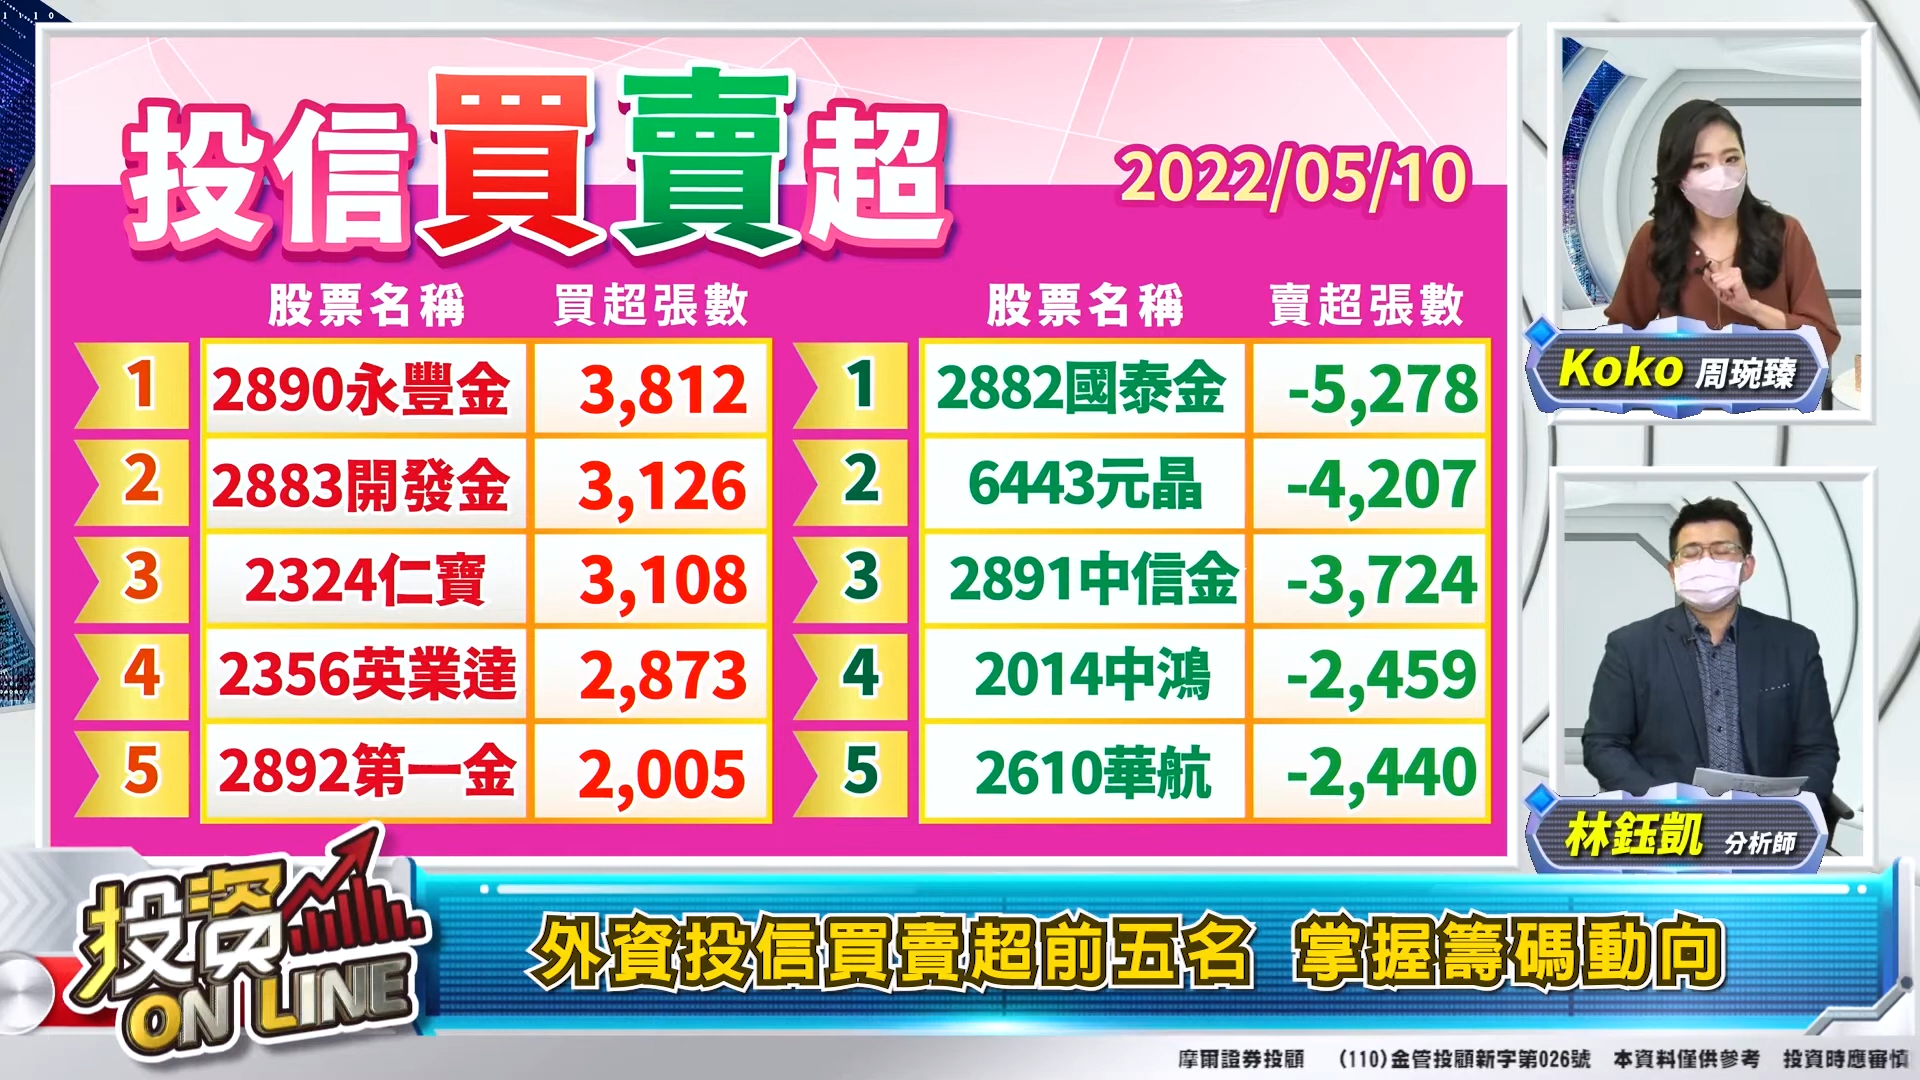 投信買賣超
2022/05/10
股票名稱 買超張數 股票名稱 賣超張數
1 2890永豐金 3,812 1 2882國泰金 -5,278
2 2883開發金 3,126 2 6443元晶 -4,207
3 2324仁寶 3,108 3 2891中信金 -3,724
4 2356英業達 2,873 4 2014中鴻 -2,459
5 2892第一金 2,005 5 2610華航 -2,440
Koko 周琬臻
林鈺凱 分析師
投資
ON LINE
外資投信買賣超前五名 掌握籌碼動向
摩爾證券投顧 (110)金管投顧新字第026號 本資料僅供參考 投資時應審慎